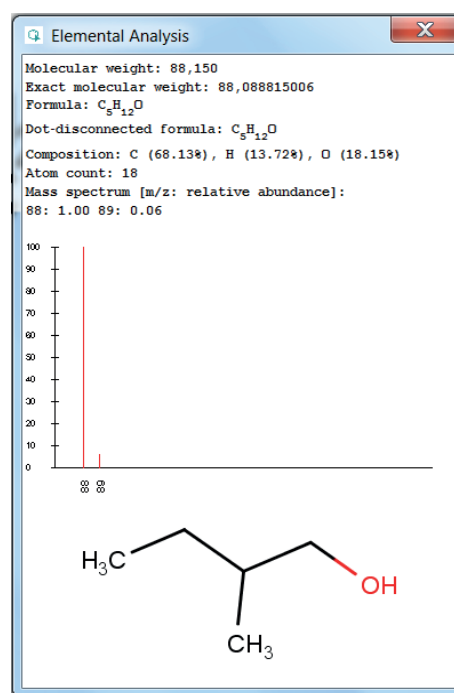 Elemental Analysis
Molecular weight: 88,150
Exact molecular weight: 88,088815006
Formula: C₅H₁₂O
Dot-disconnected formula: C₅H₁₂O
Composition: C (68.13%), H (13.72%), O (18.15%)
Atom count: 18
Mass spectrum [m/z: relative abundance]:
88: 1.00 89: 0.06
100
90
80
70
60
50
40
30
20
10
0
88 89
H₃C
OH
CH₃